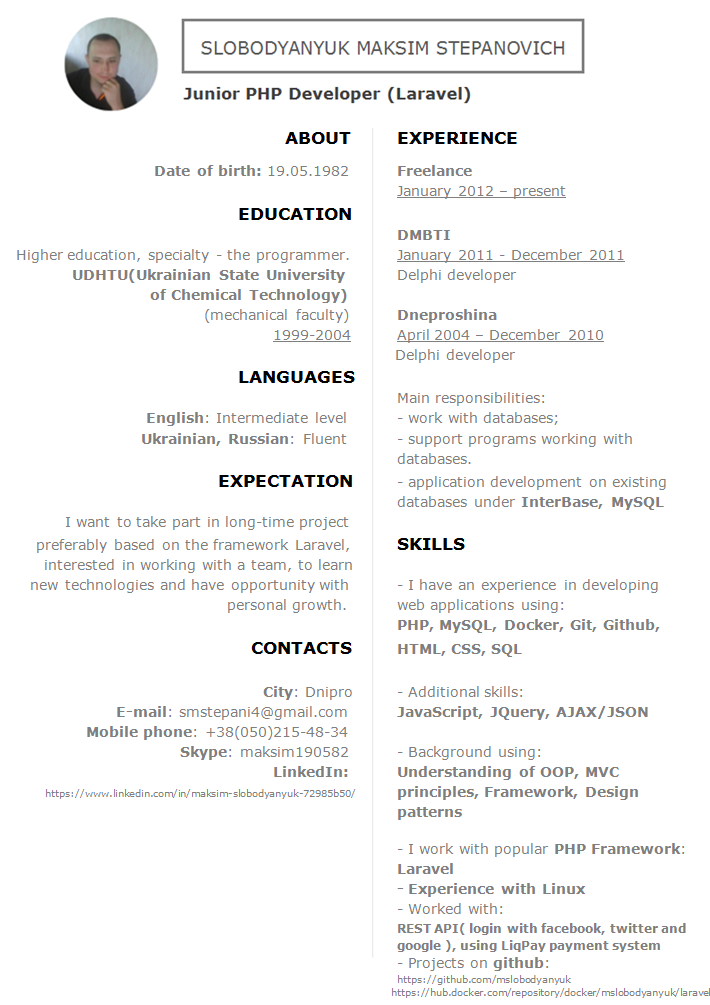 SLOBODYANYUK MAKSIM STEPANOVICH
Junior PHP Developer (Laravel)
ABOUT
Date of birth: 19.05.1982
EDUCATION
Higher education, specialty - the programmer.
UDHTU(Ukrainian State University
of Chemical Technology)
(mechanical faculty)
1999-2004
LANGUAGES
English: Intermediate level
Ukrainian, Russian: Fluent
EXPECTATION
I want to take part in long-time project
preferably based on the framework Laravel,
interested in working with a team, to learn
new technologies and have opportunity with
personal growth.
CONTACTS
City: Dnipro
E-mail: smstepani4@gmail.com
Mobile phone: +38(050)215-48-34
Skype: maksim190582
LinkedIn:
https://www.linkedin.com/in/maksim-slobodyanyuk-72985b50/
EXPERIENCE
Freelance
January 2012 – present
DMBTI
January 2011 - December 2011
Delphi developer
Dneproshina
April 2004 – December 2010
Delphi developer
Main responsibilities:
- work with databases;
- support programs working with
databases.
- application development on existing
databases under InterBase, MySQL
SKILLS
- I have an experience in developing
web applications using:
PHP, MySQL, Docker, Git, Github,
HTML, CSS, SQL
- Additional skills:
JavaScript, JQuery, AJAX/JSON
- Background using:
Understanding of OOP, MVC
principles, Framework, Design
patterns
- I work with popular PHP Framework:
Laravel
- Experience with Linux
- Worked with:
REST API( login with facebook, twitter and
google ), using LiqPay payment system
- Projects on github:
https://github.com/mslobodyanyuk
https://hub.docker.com/repository/docker/mslobodyanyuk/laravel